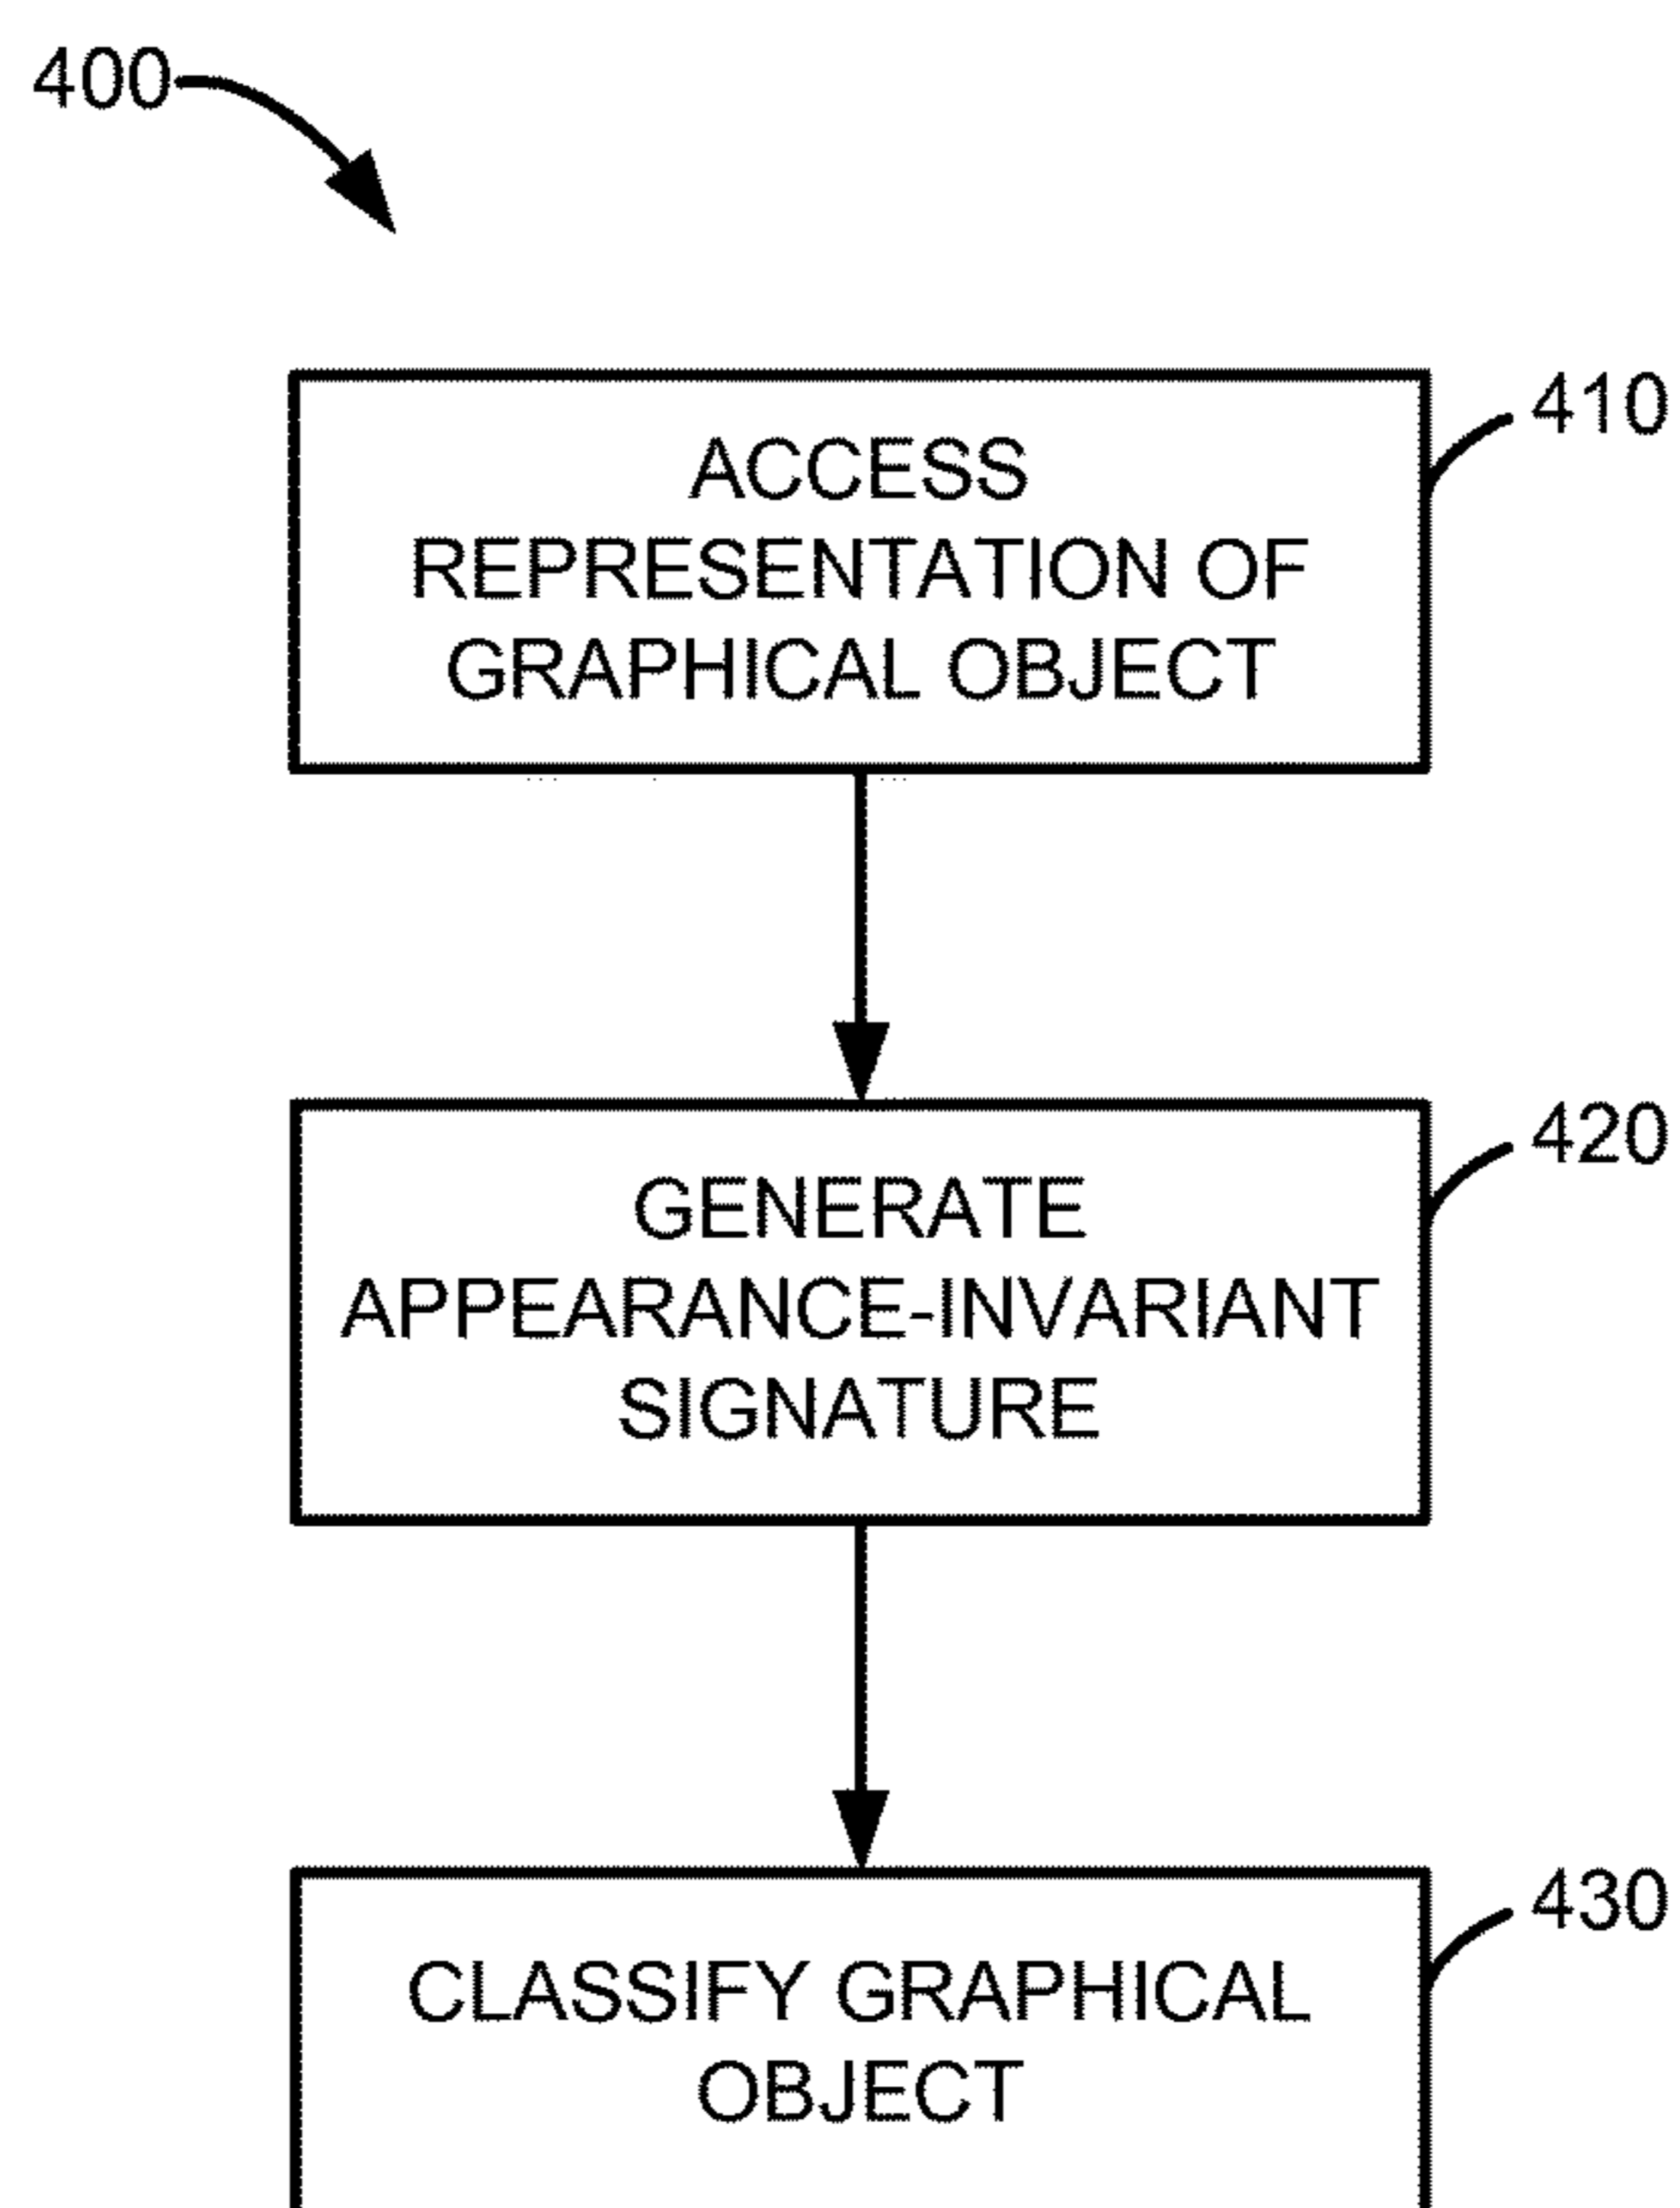 400
410
ACCESS
REPRESENTATION OF
GRAPHICAL OBJECT
420
GENERATE
APPEARANCE-INVARIANT
SIGNATURE
430
CLASSIFY GRAPHICAL
OBJECT